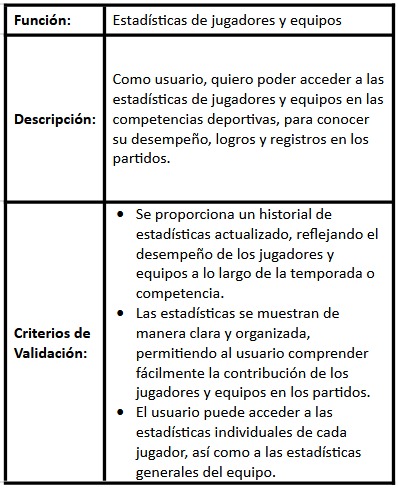 Función:
Estadísticas de jugadores y equipos
Descripción:
Como usuario, quiero poder acceder a las
estadísticas de jugadores y equipos en las
competencias deportivas, para conocer
su desempeño, logros y registros en los
partidos.
Criterios de
Validación:
• Se proporciona un historial de
estadísticas actualizado, reflejando el
desempeño de los jugadores y
equipos a lo largo de la temporada o
competencia.
• Las estadísticas se muestran de
manera clara y organizada,
permitiendo al usuario comprender
fácilmente la contribución de los
jugadores y equipos en los partidos.
• El usuario puede acceder a las
estadísticas individuales de cada
jugador, así como a las estadísticas
generales del equipo.